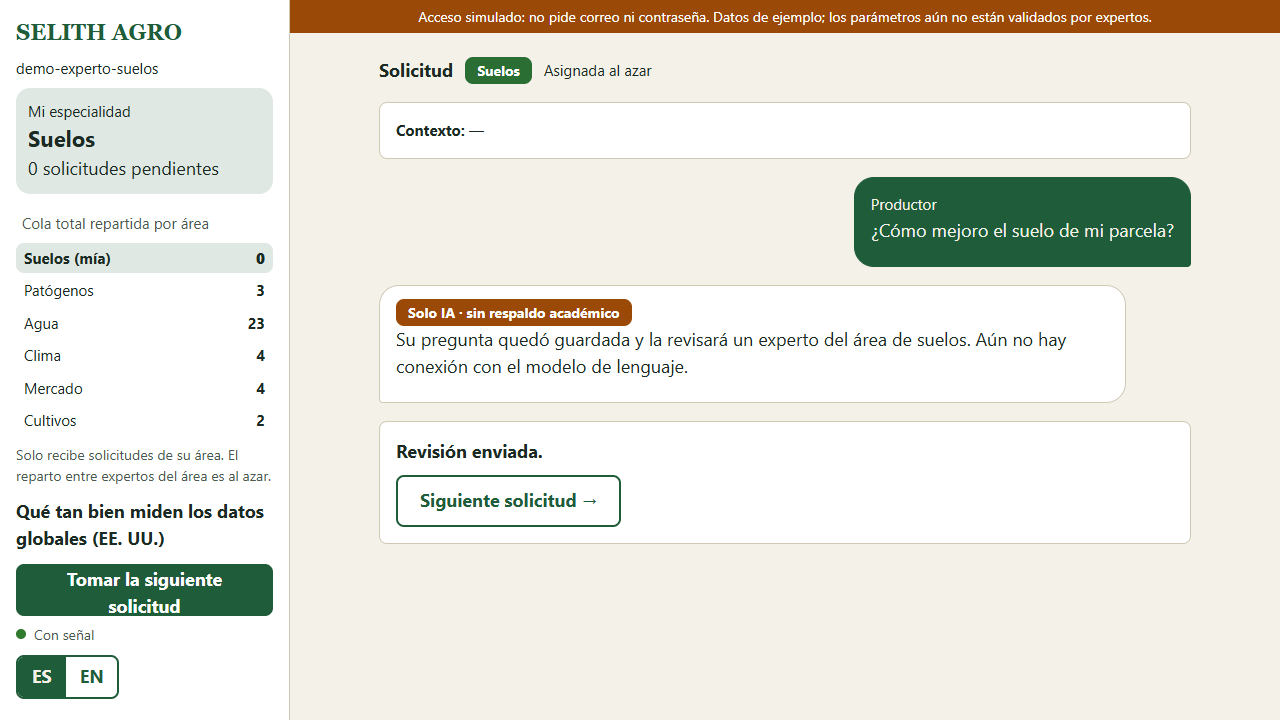 SELITH AGRO
demo-experto-suelos
Mi especialidad
Suelos
0 solicitudes pendientes
Cola total repartida por área
Suelos (mía) 0
Patógenos 3
Agua 23
Clima 4
Mercado 4
Cultivos 2
Solo recibe solicitudes de su área. El
reparto entre expertos del área es al azar.
Qué tan bien miden los datos
globales (EE. UU.)
Tomar la siguiente
solicitud
Con señal
ES EN
Acceso simulado: no pide correo ni contraseña. Datos de ejemplo; los parámetros aún no están validados por expertos.
Solicitud Suelos Asignada al azar
Contexto: —
Productor
¿Cómo mejoro el suelo de mi parcela?
Solo IA · sin respaldo académico
Su pregunta quedó guardada y la revisará un experto del área de suelos. Aún no hay
conexión con el modelo de lenguaje.
Revisión enviada.
Siguiente solicitud →